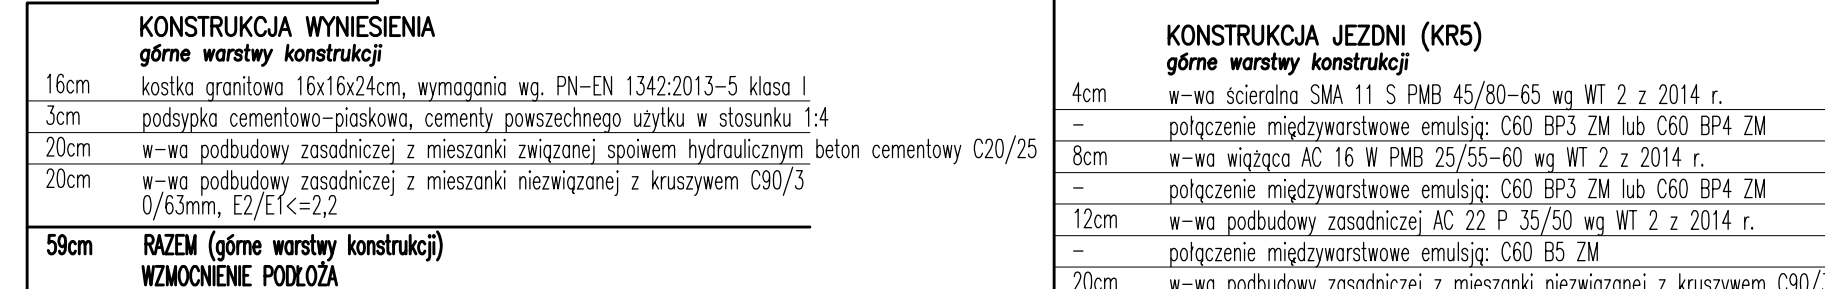 KONSTRUKCJA WYNIESIENIA
górne warstwy konstrukcji
16cm kostka granitowa 16x16x24cm, wymagania wg. PN-EN 1342:2013-5 klasa I
3cm podsypka cementowo-piaskowa, cementy powszechnego użytku w stosunku 1:4
20cm w-wa podbudowy zasadniczej z mieszanki związanej spoiwem hydraulicznym beton cementowy C20/25
20cm w-wa podbudowy zasadniczej z mieszanki niezwiązanej z kruszywem C90/3
0/63mm, E2/E1<=2,2
59cm RAZEM (górne warstwy konstrukcji)
WZMOCNIENIE PODŁOŻA
KONSTRUKCJA JEZDNI (KR5)
górne warstwy konstrukcji
4cm w-wa ścieralna SMA 11 S PMB 45/80-65 wg WT 2 z 2014 r.
- połączenie międzywarstwowe emulsją: C60 BP3 ZM lub C60 BP4 ZM
8cm w-wa wiążąca AC 16 W PMB 25/55-60 wg WT 2 z 2014 r.
- połączenie międzywarstwowe emulsją: C60 BP3 ZM lub C60 BP4 ZM
12cm w-wa podbudowy zasadniczej AC 22 P 35/50 wg WT 2 z 2014 r.
- połączenie międzywarstwowe emulsją: C60 B5 ZM
20cm w-wa podbudowy zasadniczej z mieszanki niezwiązanej z kruszywem C90/3